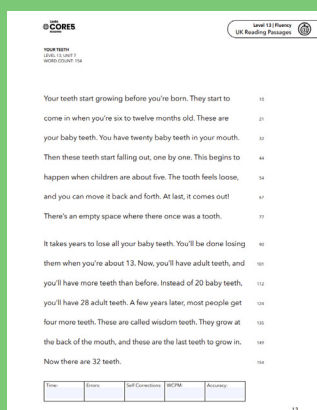 CORE5
Level 13 | Fluency
UK Reading Passages
YOUR TEETH
LEVEL 13, UNIT 7
WORD COUNT: 154
Your teeth start growing before you're born. They start to 10
come in when you're six to twelve months old. These are 21
your baby teeth. You have twenty baby teeth in your mouth. 32
Then these teeth start falling out, one by one. This begins to 44
happen when children are about five. The tooth feels loose, 54
and you can move it back and forth. At last, it comes out! 67
There's an empty space where there once was a tooth. 77
It takes years to lose all your baby teeth. You'll be done losing 90
them when you're about 13. Now, you'll have adult teeth, and 101
you'll have more teeth than before. Instead of 20 baby teeth, 112
you'll have 28 adult teeth. A few years later, most people get 124
four more teeth. These are called wisdom teeth. They grow at 135
the back of the mouth, and these are the last teeth to grow in. 149
Now there are 32 teeth. 154
Time: Errors: Self Corrections: WCPM: Accuracy:
13